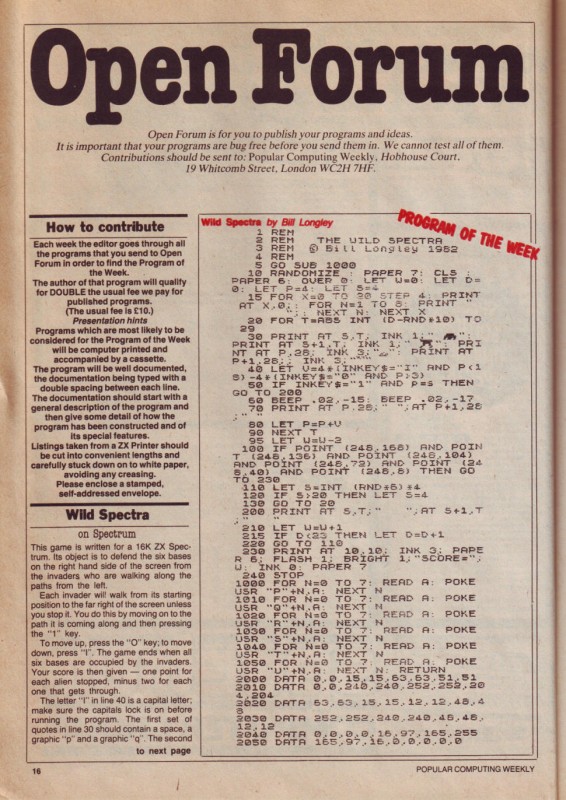 Open Forum
Open Forum is for you to publish your programs and ideas.
It is important that your programs are bug free before you send them in. We cannot test all of them.
Contributions should be sent to: Popular Computing Weekly, Hobhouse Court,
19 Whitcomb Street, London WC2H 7HF.
How to contribute
Each week the editor goes through all
the programs that you send to Open
Forum in order to find the Program of
the Week.
The author of that program will qualify
for DOUBLE the usual fee we pay for
published programs.
(The usual fee is £10.)
Presentation hints
Programs which are most likely to be
considered for the Program of the Week
will be computer printed and
accompanied by a cassette.
The program will be well documented,
the documentation being typed with a
double spacing between each line.
The documentation should start with a
general description of the program and
then give some detail of how the
program has been constructed and of
its special features.
Listings taken from a ZX Printer should
be cut into convenient lengths and
carefully stuck down on to white paper,
avoiding any creasing.
Please enclose a stamped,
self-addressed envelope.
Wild Spectra
on Spectrum
This game is written for a 16K ZX Spec-
trum. Its object is to defend the six bases
on the right hand side of the screen from
the invaders who are walking along the
paths from the left.
Each invader will walk from its starting
position to the far right of the screen unless
you stop it. You do this by moving on to the
path it is coming along and then pressing
the "1" key.
To move up, press the "O" key; to move
down, press "I". The game ends when all
six bases are occupied by the invaders.
Your score is then given — one point for
each alien stopped, minus two for each
one that gets through.
The letter "I" in line 40 is a capital letter;
make sure the capitals lock is on before
running the program. The first set of
quotes in line 30 should contain a space, a
graphic "p" and a graphic "q". The second
to next page
Wild Spectra by Bill Longley
PROGRAM OF THE WEEK
1 REM
2 REM THE WILD SPECTRA
3 REM © Bill Longley 1982
4 REM
5 GO SUB 1000
10 RANDOMIZE : PAPER 7: CLS :
PAPER 6: OVER 0: LET W=0: LET D=
0: LET P=4: LET S=4
15 FOR X=0 TO 20 STEP 4: PRINT
AT X,0;: FOR N=1 TO 8: PRINT "
";: NEXT N: NEXT X
20 FOR T=ABS INT (D-RND*10) TO
29
30 PRINT AT S,T; INK 1;" ";
PRINT AT S+1,T; INK 1;" ": PRI
NT AT P,28; INK 3;" ": PRINT AT
P+1,28;; INK 3;"
40 LET V=4*(INKEY$="I" AND P<1
9)-4*(INKEY$="O" AND P>3)
50 IF INKEY$="1" AND P=S THEN
GO TO 200
60 BEEP .02,-15: BEEP .02,-17
70 PRINT AT P,28;" ";AT P+1,28
;" "
80 LET P=P+V
90 NEXT T
95 LET W=W-2
100 IF POINT (248,168) AND POIN
T (248,136) AND POINT (248,104)
AND POINT (248,72) AND POINT (24
8,40) AND POINT (248,8) THEN GO
TO 230
110 LET S=INT (RND*6)*4
120 IF S>20 THEN LET S=4
130 GO TO 20
200 PRINT AT S,T;" ";AT S+1,T
;" "
210 LET W=W+1
215 IF D<23 THEN LET D=D+1
220 GO TO 110
230 PRINT AT 10,10; INK 3; PAPE
R 6; FLASH 1; BRIGHT 1;"SCORE=";
W: INK 0: PAPER 7
240 STOP
1000 FOR N=0 TO 7: READ A: POKE
USR "P"+N,A: NEXT N
1010 FOR N=0 TO 7: READ A: POKE
USR "Q"+N,A: NEXT N
1020 FOR N=0 TO 7: READ A: POKE
USR "R"+N,A: NEXT N
1030 FOR N=0 TO 7: READ A: POKE
USR "S"+N,A: NEXT N
1040 FOR N=0 TO 7: READ A: POKE
USR "T"+N,A: NEXT N
1050 FOR N=0 TO 7: READ A: POKE
USR "U"+N,A: NEXT N: RETURN
2000 DATA 0,0,15,15,63,63,51,51
2010 DATA 0,0,240,240,252,252,20
4,204
2020 DATA 63,63,15,15,12,12,48,4
8
2030 DATA 252,252,240,240,48,48,
12,12
2040 DATA 0,0,0,0,16,97,165,255
2050 DATA 165,97,16,0,0,0,0,0
16
POPULAR COMPUTING WEEKLY